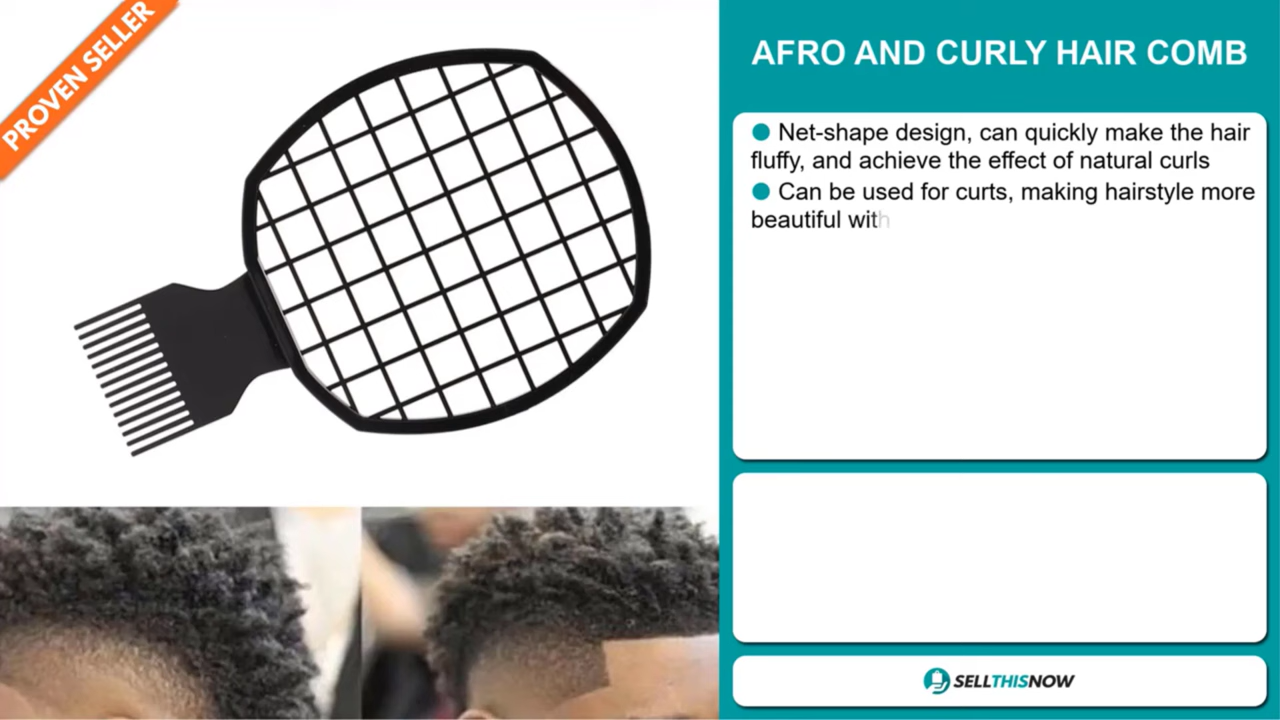 PROVEN SELLER
AFRO AND CURLY HAIR COMB
● Net-shape design, can quickly make the hair
fluffy, and achieve the effect of natural curls
● Can be used for curts, making hairstyle more
beautiful with
SELLTHISNOW